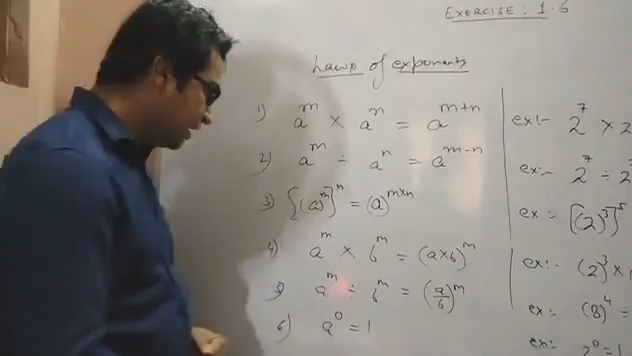 EXERCISE : 1.6
Laws of exponents
1) a^m × a^n = a^(m+n)
ex:- 2^7 × 2
2) a^m ÷ a^n = a^(m-n)
ex:- 2^7 ÷ 2
3) {(a)^m}^n = (a)^(m×n)
ex = [(2)^3]^5
4) a^m × b^m = (a×b)^m
ex:- (2)^3 ×
5) a^m ÷ b^m = (a/b)^m
ex = (8)^4 ÷
6) a^0 = 1
ex: 2^0 = 1